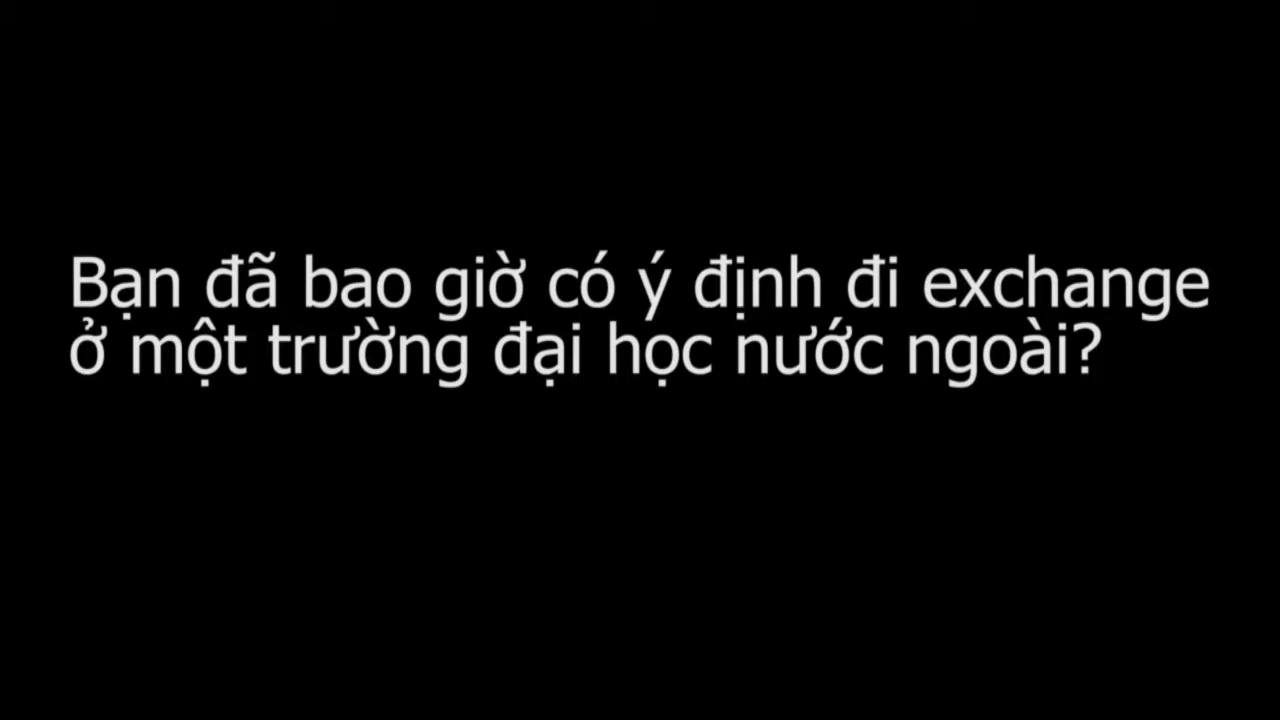 Bạn đã bao giờ có ý định đi exchange
ở một trường đại học nước ngoài?